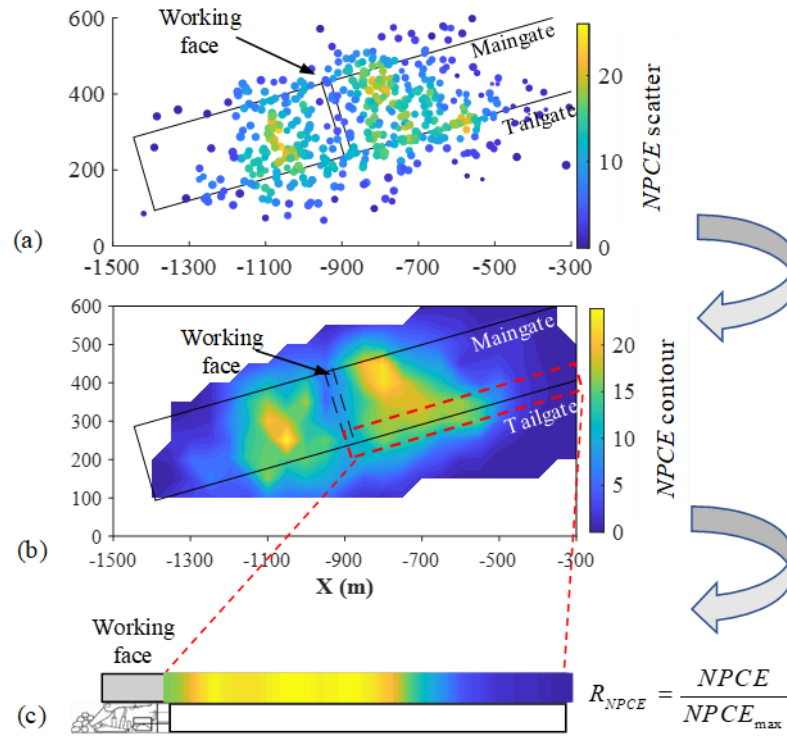 600
400
200
0
Working
face
Maingate
Tailgate
20
10
0
NPCE scatter
(a)
-1500
-1300
-1100
-900
-700
-500
-300
600
500
400
300
200
100
0
Working
face
Maingate
Tailgate
20
15
10
5
0
NPCE contour
(b)
-1500
-1300
-1100
-900
-700
-500
-300
X (m)
Working
face
(c)
R_NPCE = NPCE / NPCE_max